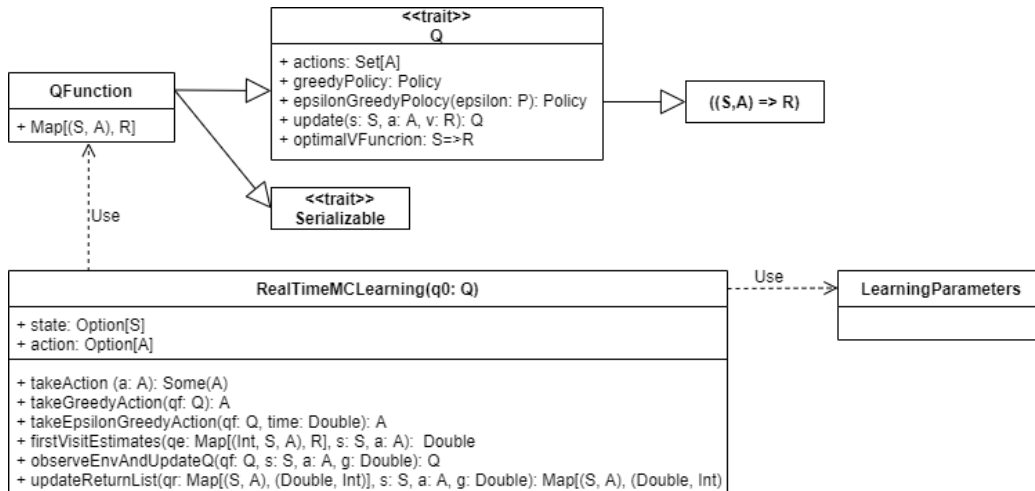 <<trait>>
Q
+ actions: Set[A]
+ greedyPolicy: Policy
+ epsilonGreedyPolocy(epsilon: P): Policy
+ update(s: S, a: A, v: R): Q
+ optimalVFuncrion: S=>R
QFunction
+ Map[(S, A), R]
((S,A) => R)
<<trait>>
Serializable
Use
RealTimeMCLearning(q0: Q)
+ state: Option[S]
+ action: Option[A]
+ takeAction (a: A): Some(A)
+ takeGreedyAction(qf: Q): A
+ takeEpsilonGreedyAction(qf: Q, time: Double): A
+ firstVisitEstimates(qe: Map[(Int, S, A), R], s: S, a: A):  Double
+ observeEnvAndUpdateQ(qf: Q, s: S, a: A, g: Double): Q
+ updateReturnList(qr: Map[(S, A), (Double, Int)], s: S, a: A, g: Double): Map[(S, A), (Double, Int)
Use
LearningParameters